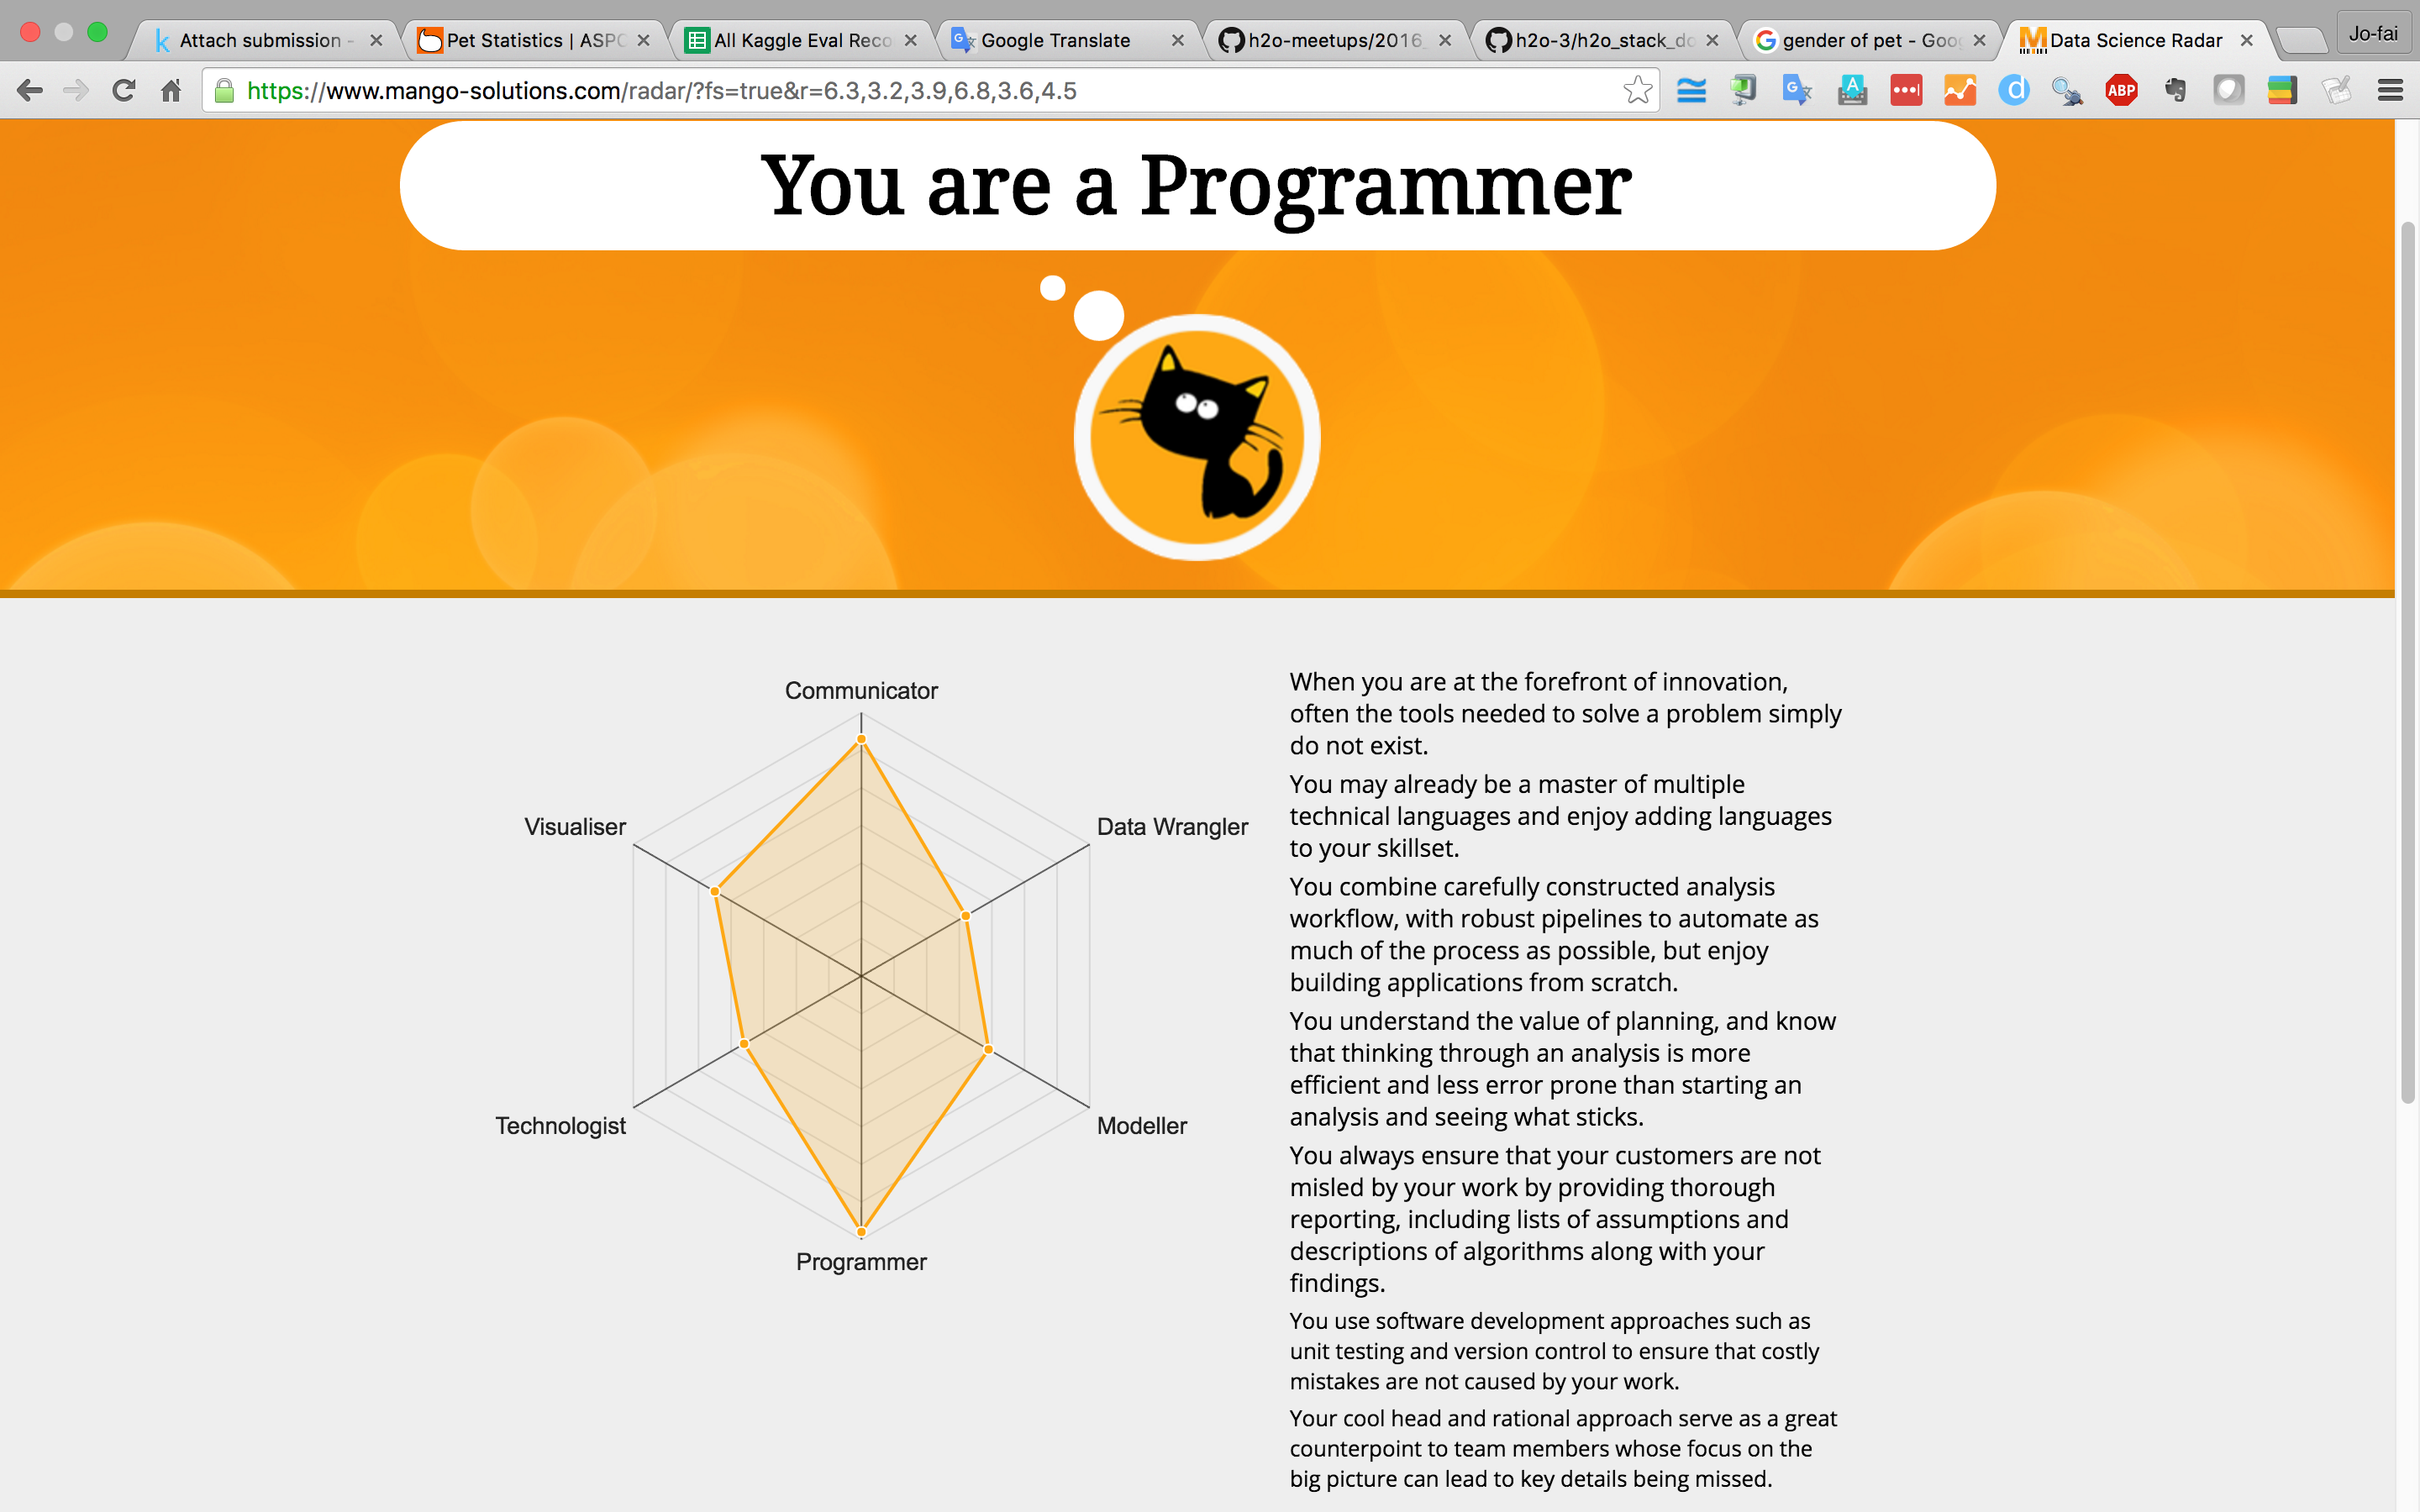 Attach submission -
Pet Statistics | ASPC
All Kaggle Eval Reco
Google Translate
h2o-meetups/2016_
h2o-3/h2o_stack_do
gender of pet - Goo
Data Science Radar
Jo-fai
https://www.mango-solutions.com/radar/?fs=true&r=6.3,3.2,3.9,6.8,3.6,4.5
ABP
You are a Programmer
Communicator
Visualiser
Data Wrangler
Technologist
Modeller
Programmer
When you are at the forefront of innovation,
often the tools needed to solve a problem simply
do not exist.
You may already be a master of multiple
technical languages and enjoy adding languages
to your skillset.
You combine carefully constructed analysis
workflow, with robust pipelines to automate as
much of the process as possible, but enjoy
building applications from scratch.
You understand the value of planning, and know
that thinking through an analysis is more
efficient and less error prone than starting an
analysis and seeing what sticks.
You always ensure that your customers are not
misled by your work by providing thorough
reporting, including lists of assumptions and
descriptions of algorithms along with your
findings.
You use software development approaches such as
unit testing and version control to ensure that costly
mistakes are not caused by your work.
Your cool head and rational approach serve as a great
counterpoint to team members whose focus on the
big picture can lead to key details being missed.